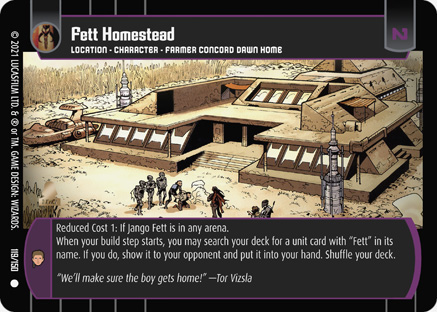 Fett Homestead
LOCATION - CHARACTER - FARMER CONCORD DAWN HOME
2
Reduced Cost 1: If Jango Fett is in any arena.
When your build step starts, you may search your deck for a unit card with “Fett” in its
name. If you do, show it to your opponent and put it into your hand. Shuffle your deck.
“We’ll make sure the boy gets home!” —Tor Vizsla
© 2021 LUCASFILM LTD. & ® or TM. GAME DESIGN: WIZARDS.
119/150